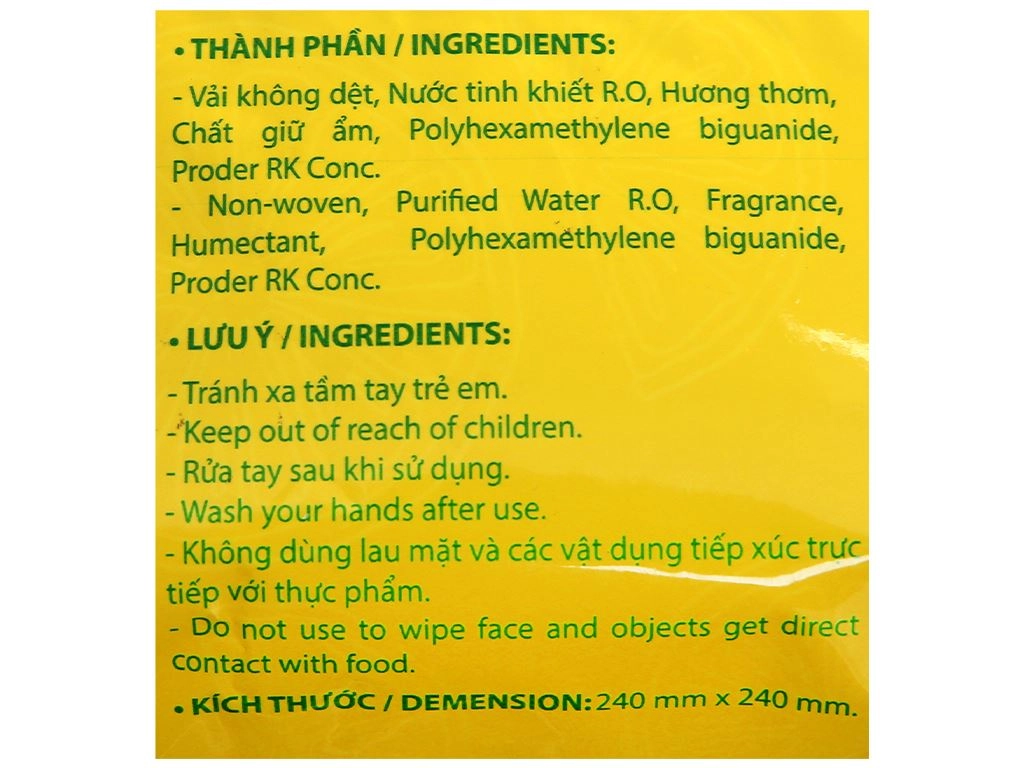 • THÀNH PHẦN / INGREDIENTS:
- Vải không dệt, Nước tinh khiết R.O, Hương thơm,
Chất giữ ẩm, Polyhexamethylene biguanide,
Proder RK Conc.
- Non-woven, Purified Water R.O, Fragrance,
Humectant, Polyhexamethylene biguanide,
Proder RK Conc.
• LƯU Ý / INGREDIENTS:
- Tránh xa tầm tay trẻ em.
- Keep out of reach of children.
- Rửa tay sau khi sử dụng.
- Wash your hands after use.
- Không dùng lau mặt và các vật dụng tiếp xúc trực
tiếp với thực phẩm.
- Do not use to wipe face and objects get direct
contact with food.
• KÍCH THƯỚC / DEMENSION: 240 mm x 240 mm.